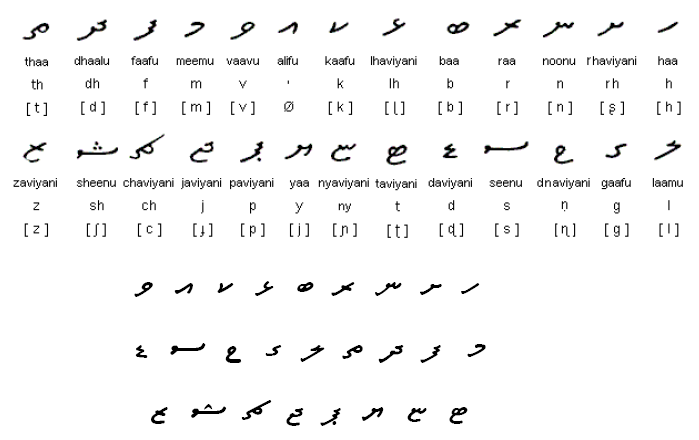 ހ ށ ނ ރ ބ ޅ ކ އ ވ މ ފ ދ ތ
thaa dhaalu faafu meemu vaavu alifu kaafu lhaviyani baa raa noonu rhaviyani haa
th dh f m v ' k lh b r n rh h
[t] [d] [f] [m] [v] Ø [k] [ɭ] [b] [r] [n] [ş] [h]
ލ ގ ޱ ސ ޑ ޓ ޏ ޔ ޕ ޖ ޗ ޝ ޒ
zaviyani sheenu chaviyani javiyani paviyani yaa nyaviyani taviyani daviyani seenu dnaviyani gaafu laamu
z sh ch j p y ny t d s ṇ g l
[z] [ʃ] [c] [ɟ] [p] [j] [ɲ] [ʈ] [ɖ] [s] [ɳ] [g] [l]
ހ ށ ނ ރ ބ ޅ ކ އ ވ
މ ފ ދ ތ ލ ގ ޱ ސ ޑ
ޓ ޏ ޔ ޕ ޖ ޗ ޝ ޒ